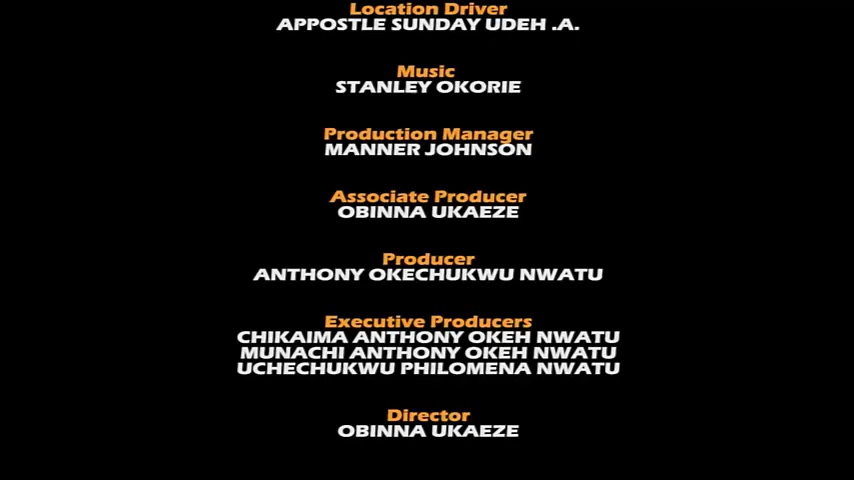 Location Driver
APPOSTLE SUNDAY UDEH .A.
Music
STANLEY OKORIE
Production Manager
MANNER JOHNSON
Associate Producer
OBINNA UKAEZE
Producer
ANTHONY OKECHUKWU NWATU
Executive Producers
CHIKAIMA ANTHONY OKEH NWATU
MUNACHI ANTHONY OKEH NWATU
UCHECHUKWU PHILOMENA NWATU
Director
OBINNA UKAEZE